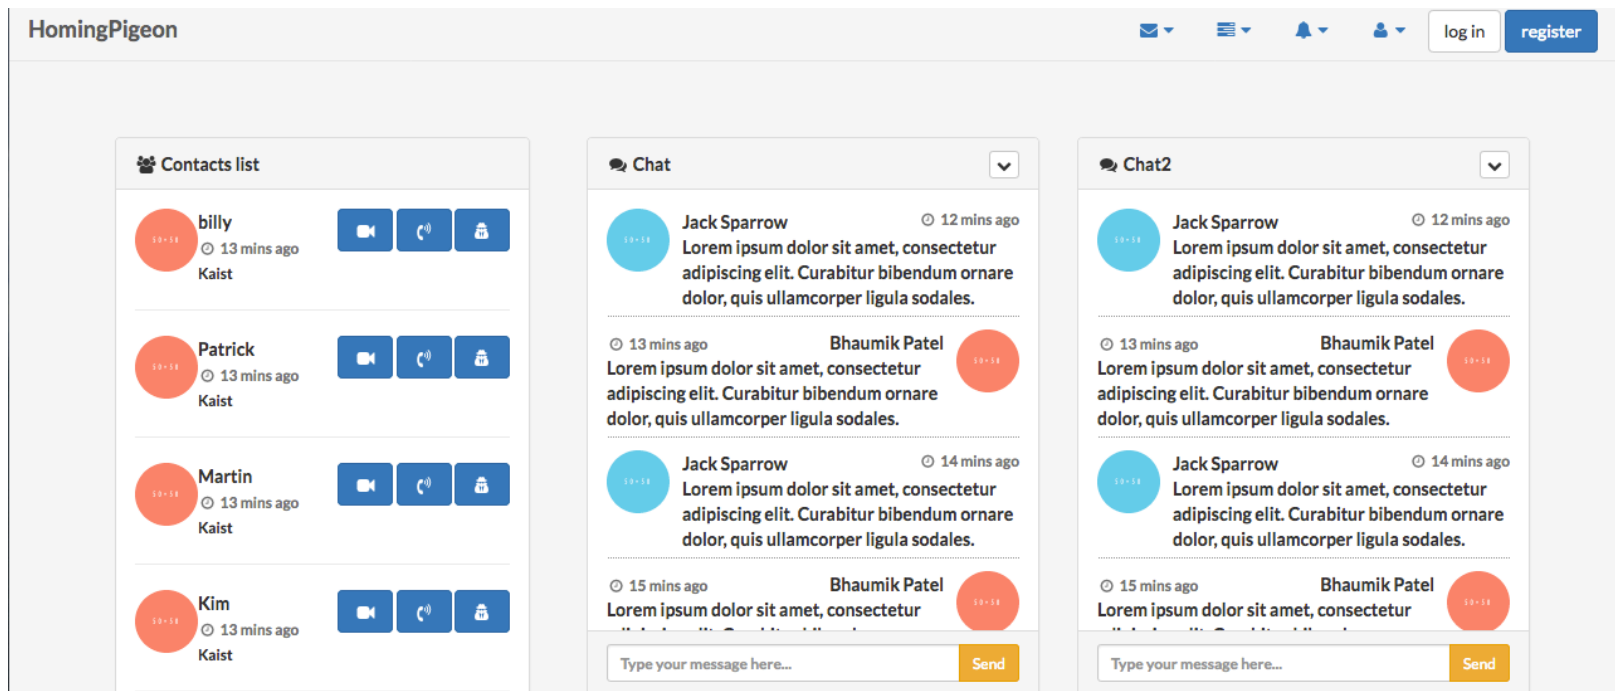 HomingPigeon
log in
register
Contacts list
billy
13 mins ago
Kaist
Patrick
13 mins ago
Kaist
Martin
13 mins ago
Kaist
Kim
13 mins ago
Kaist
Chat
Jack Sparrow
12 mins ago
Lorem ipsum dolor sit amet, consectetur
adipiscing elit. Curabitur bibendum ornare
dolor, quis ullamcorper ligula sodales.
13 mins ago
Bhaumik Patel
Lorem ipsum dolor sit amet, consectetur
adipiscing elit. Curabitur bibendum ornare
dolor, quis ullamcorper ligula sodales.
Jack Sparrow
14 mins ago
Lorem ipsum dolor sit amet, consectetur
adipiscing elit. Curabitur bibendum ornare
dolor, quis ullamcorper ligula sodales.
15 mins ago
Bhaumik Patel
Lorem ipsum dolor sit amet, consectetur
Type your message here...
Send
Chat2
Jack Sparrow
12 mins ago
Lorem ipsum dolor sit amet, consectetur
adipiscing elit. Curabitur bibendum ornare
dolor, quis ullamcorper ligula sodales.
13 mins ago
Bhaumik Patel
Lorem ipsum dolor sit amet, consectetur
adipiscing elit. Curabitur bibendum ornare
dolor, quis ullamcorper ligula sodales.
Jack Sparrow
14 mins ago
Lorem ipsum dolor sit amet, consectetur
adipiscing elit. Curabitur bibendum ornare
dolor, quis ullamcorper ligula sodales.
15 mins ago
Bhaumik Patel
Lorem ipsum dolor sit amet, consectetur
Type your message here...
Send